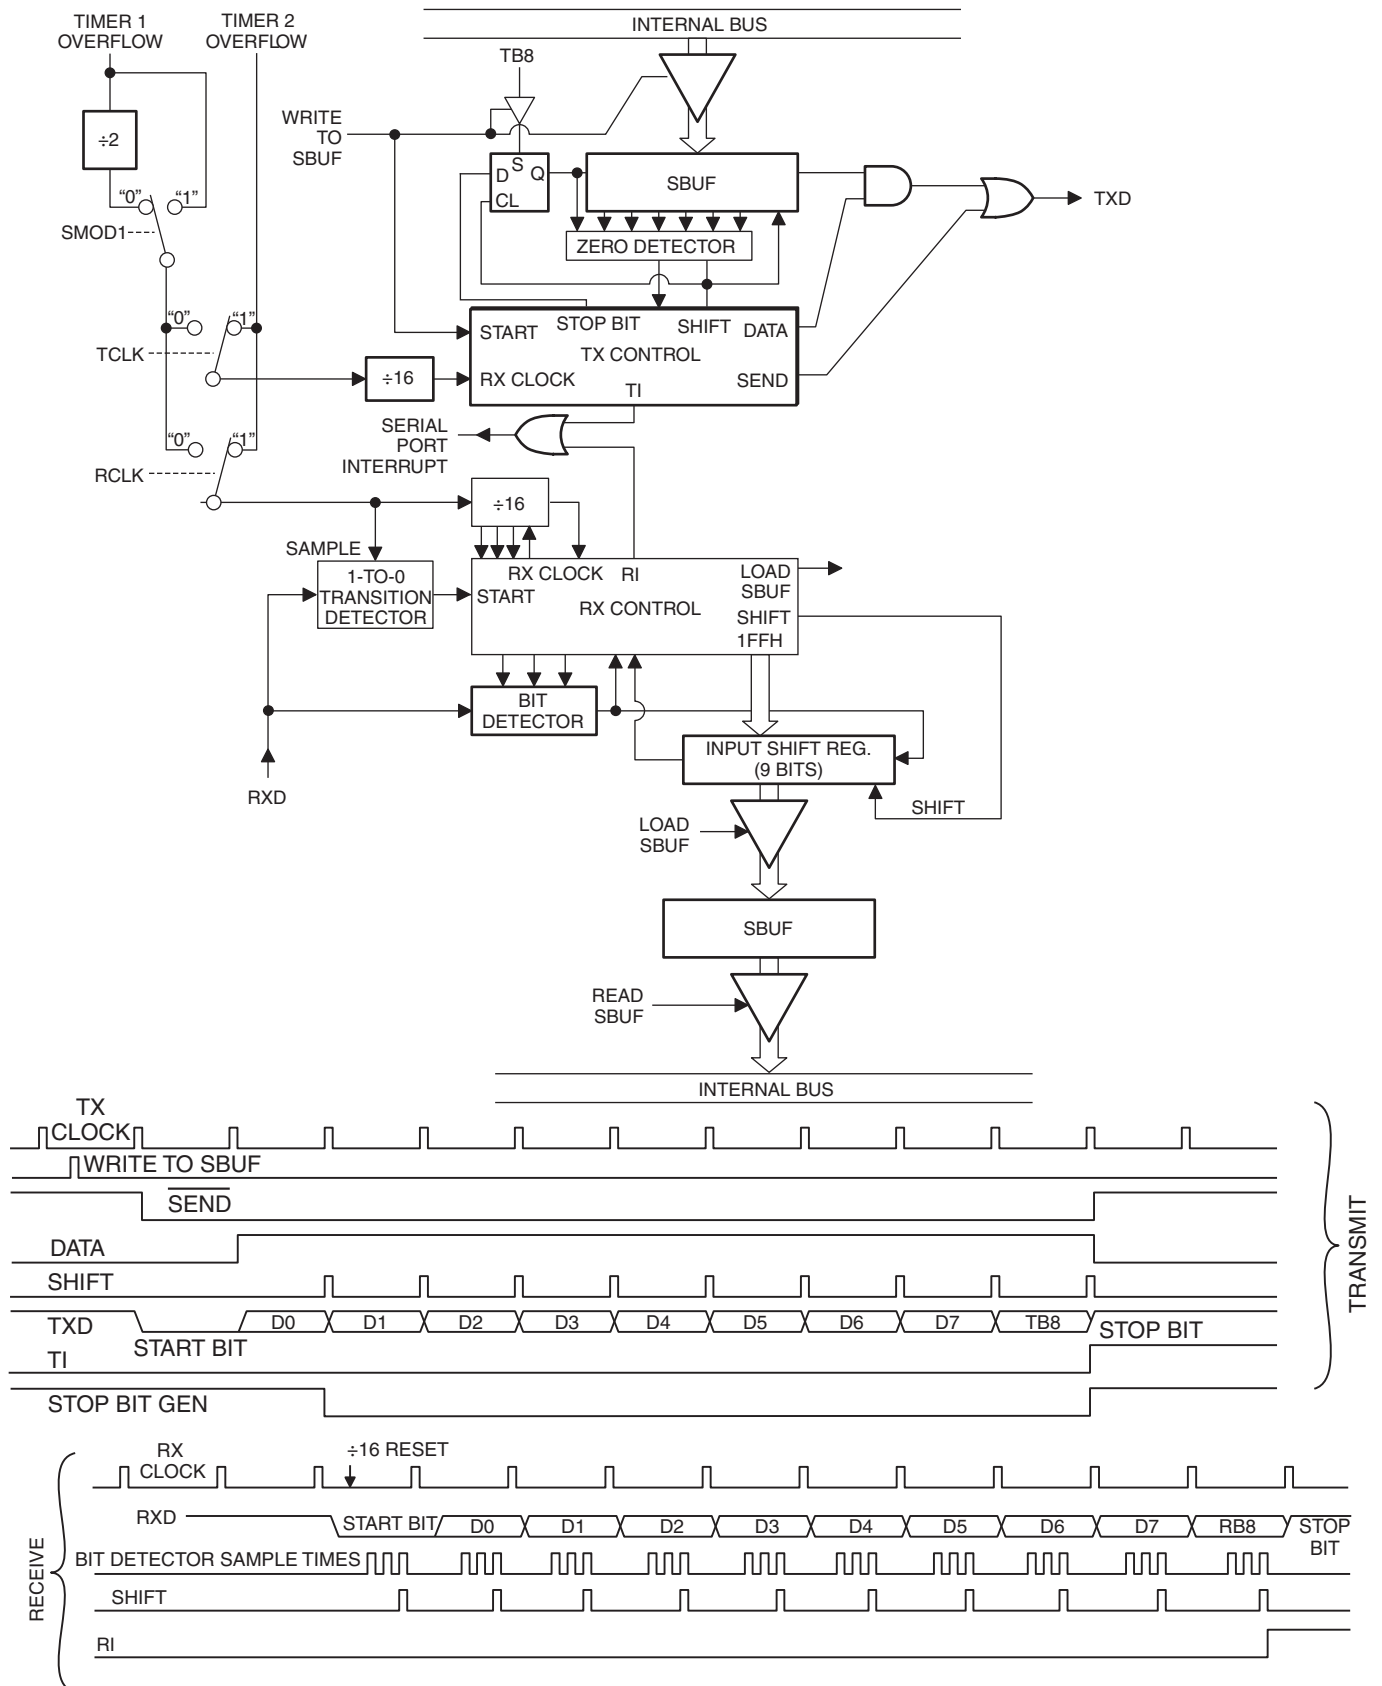 TIMER 1
OVERFLOW
TIMER 2
OVERFLOW
INTERNAL BUS
TB8
WRITE
TO
SBUF
÷2
D
S
Q
CL
SBUF
TXD
"0"
"1"
SMOD1
ZERO DETECTOR
"0"
"1"
STOP BIT
SHIFT
DATA
START
TX CONTROL
TCLK
÷16
RX CLOCK
SEND
TI
SERIAL
PORT
INTERRUPT
"0"
"1"
RCLK
÷16
SAMPLE
1-TO-0
TRANSITION
DETECTOR
RX CLOCK
RI
LOAD
SBUF
START
RX CONTROL
SHIFT
1FFH
BIT
DETECTOR
INPUT SHIFT REG.
(9 BITS)
RXD
SHIFT
LOAD
SBUF
SBUF
READ
SBUF
INTERNAL BUS
TX
CLOCK
WRITE TO SBUF
SEND
DATA
SHIFT
TXD
START BIT
D0
D1
D2
D3
D4
D5
D6
D7
TB8
STOP BIT
TI
STOP BIT GEN
TRANSMIT
RX
CLOCK
÷16 RESET
RXD
START BIT
D0
D1
D2
D3
D4
D5
D6
D7
RB8
STOP
BIT
BIT DETECTOR SAMPLE TIMES
SHIFT
RI
RECEIVE